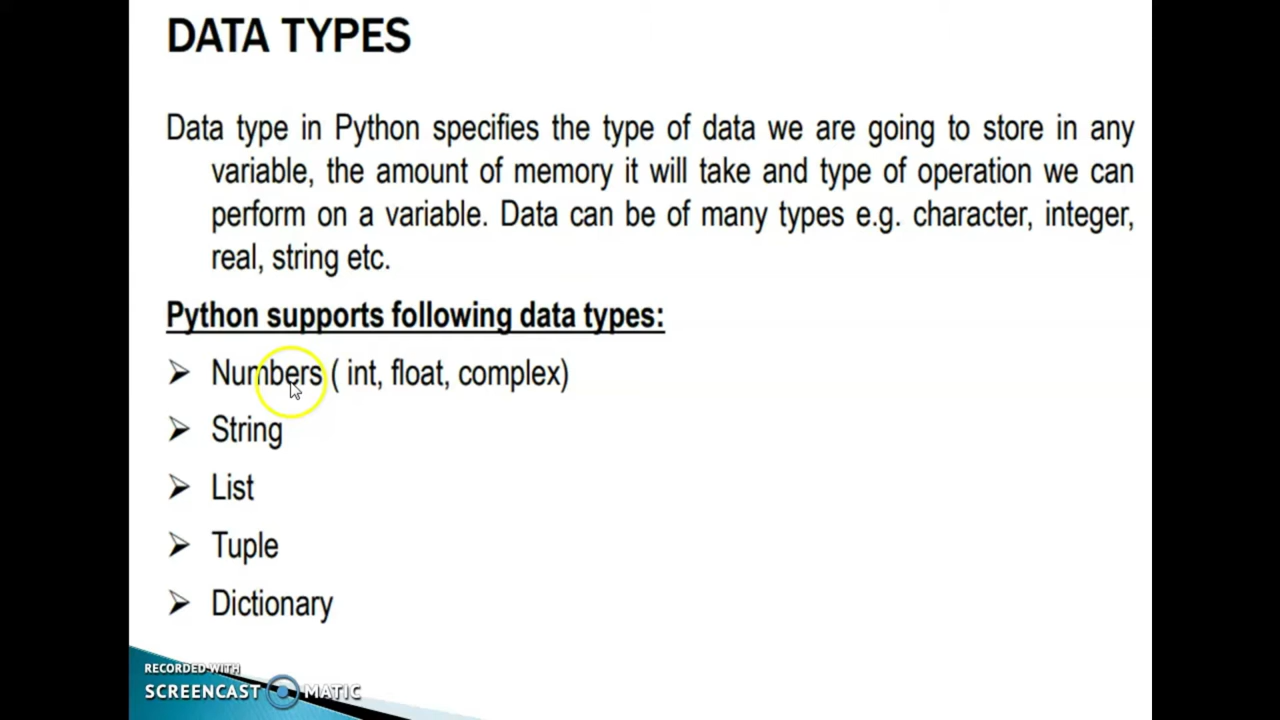 DATA TYPES
Data type in Python specifies the type of data we are going to store in any
variable, the amount of memory it will take and type of operation we can
perform on a variable. Data can be of many types e.g. character, integer,
real, string etc.
Python supports following data types:
➢ Numbers ( int, float, complex)
➢ String
➢ List
➢ Tuple
➢ Dictionary
RECORDED WITH
SCREENCAST MATIC